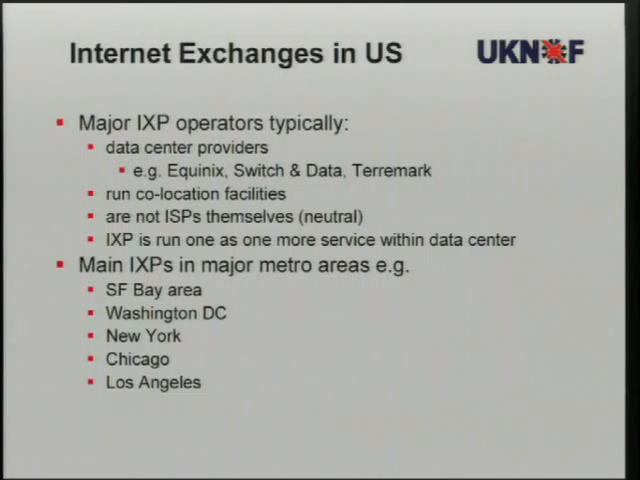 Internet Exchanges in US
UKNOF
Major IXP operators typically:
data center providers
e.g. Equinix, Switch & Data, Terremark
run co-location facilities
are not ISPs themselves (neutral)
IXP is run one as one more service within data center
Main IXPs in major metro areas e.g.
SF Bay area
Washington DC
New York
Chicago
Los Angeles